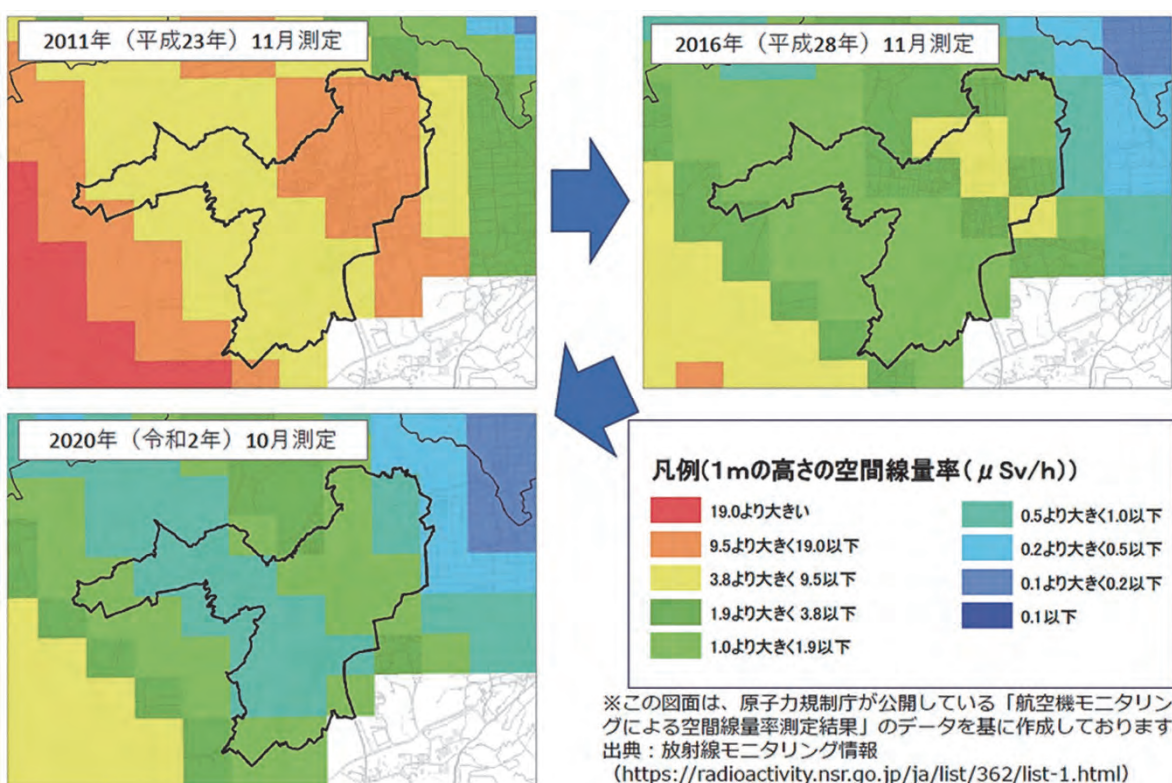 2011年（平成23年）11月測定
2016年（平成28年）11月測定
2020年（令和2年）10月測定
凡例(1mの高さの空間線量率(μSv/h))
19.0より大きい
9.5より大きく19.0以下
3.8より大きく 9.5以下
1.9より大きく 3.8以下
1.0より大きく1.9以下
0.5より大きく1.0以下
0.2より大きく0.5以下
0.1より大きく0.2以下
0.1以下
※この図面は、原子力規制庁が公開している「航空機モニタリン
グによる空間線量率測定結果」のデータを基に作成しております
出典：放射線モニタリング情報
（https://radioactivity.nsr.go.jp/ja/list/362/list-1.html）